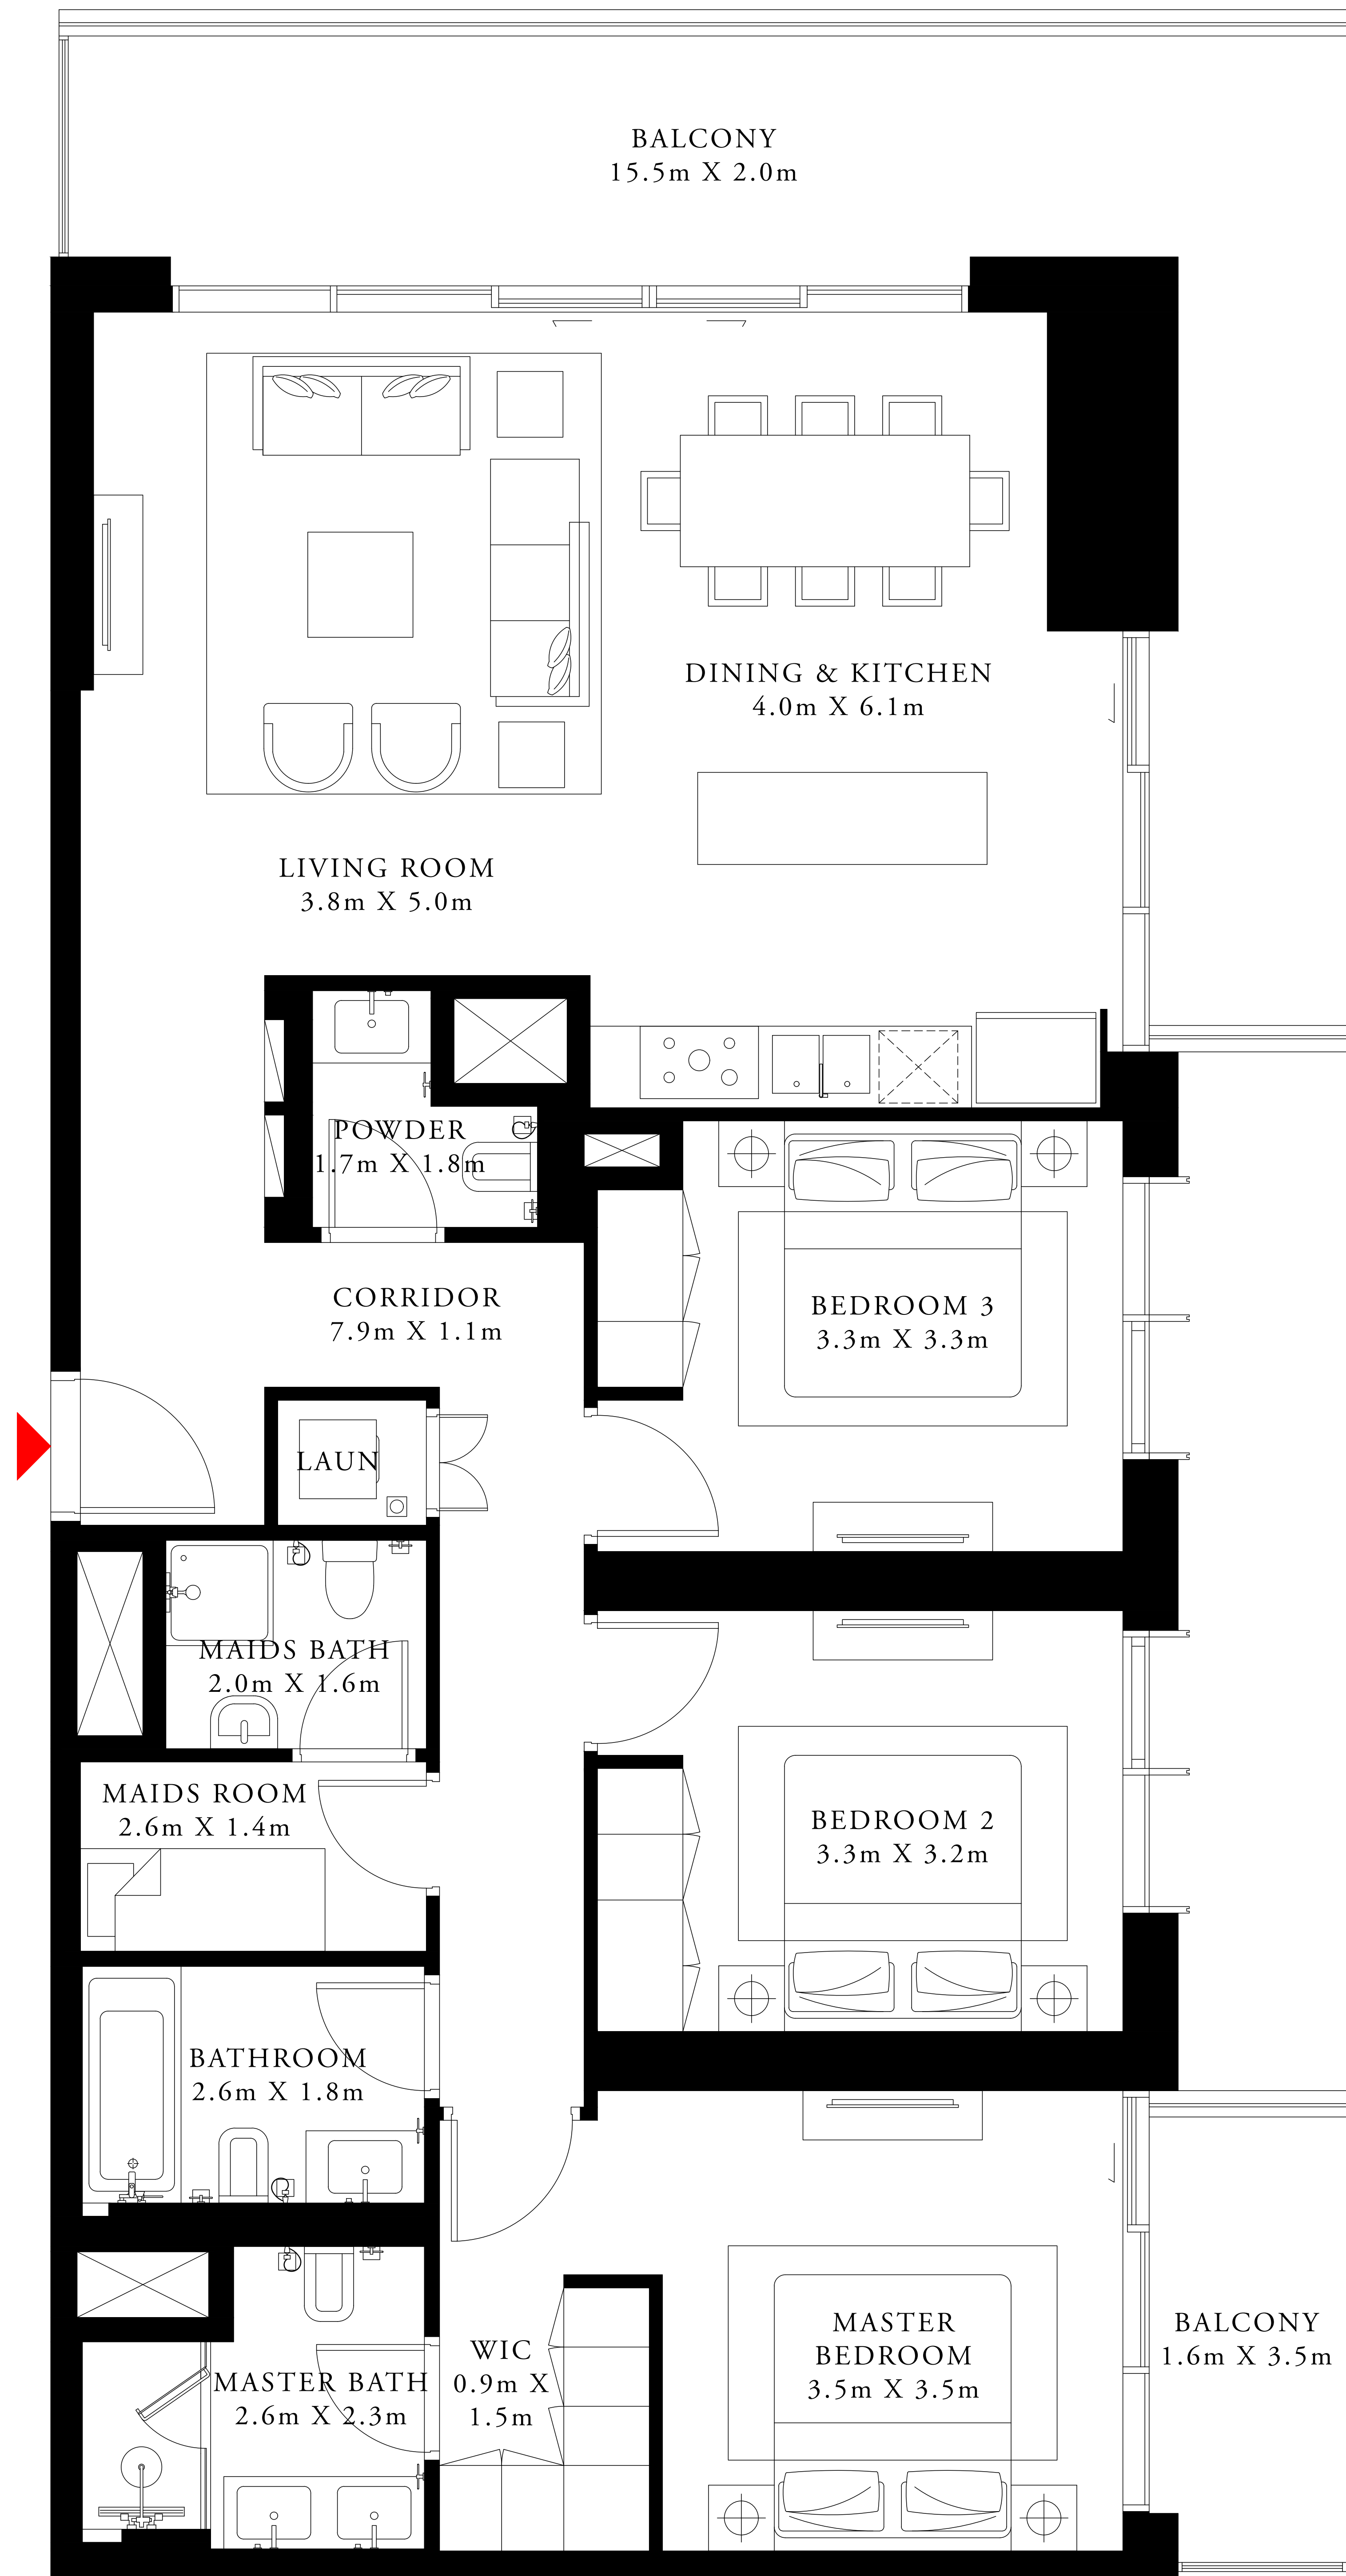 BALCONY
15.5m X 2.0m
DINING & KITCHEN
4.0m X 6.1m
LIVING ROOM
3.8m X 5.0m
POWDER
1.7m X 1.8m
CORRIDOR
7.9m X 1.1m
BEDROOM 3
3.3m X 3.3m
LAUN
MAIDS BATH
2.0m X 1.6m
MAIDS ROOM
2.6m X 1.4m
BEDROOM 2
3.3m X 3.2m
BATHROOM
2.6m X 1.8m
MASTER BATH
2.6m X 2.3m
WIC
0.9m X
1.5m
MASTER
BEDROOM
3.5m X 3.5m
BALCONY
1.6m X 3.5m